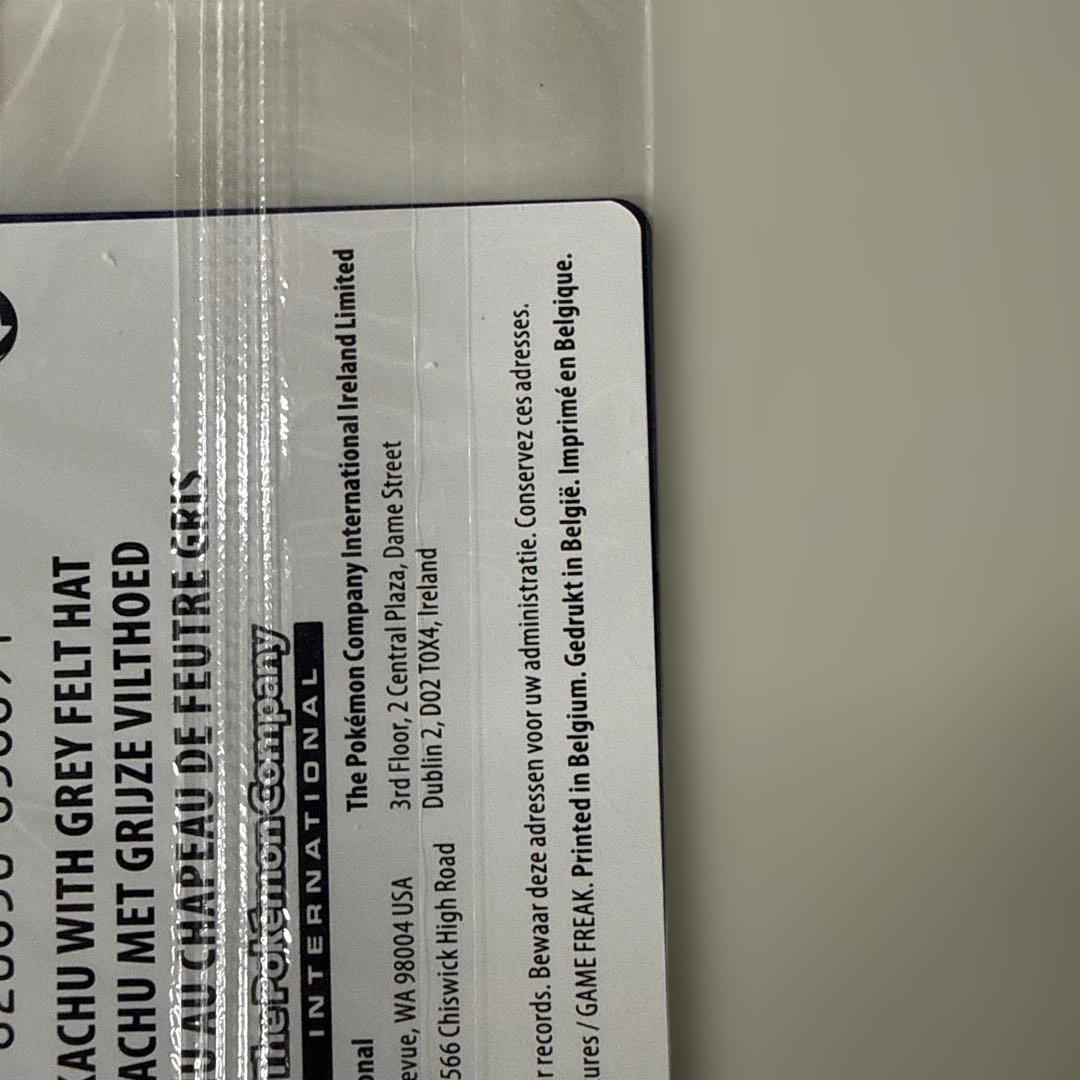 KACHU WITH GREY FELT HAT
ACHU MET GRIJZE VILTHOED
U AU CHAPEAU DE FEUTRE GRIS
The Pokémon Company
INTERNATIONAL
onal
evue, WA 98004 USA
566 Chiswick High Road
The Pokémon Company International Ireland Limited
3rd Floor, 2 Central Plaza, Dame Street
Dublin 2, D02 T0X4, Ireland
r records. Bewaar deze adressen voor uw administratie. Conservez ces adresses.
ures / GAME FREAK. Printed in Belgium. Gedrukt in België. Imprimé en Belgique.